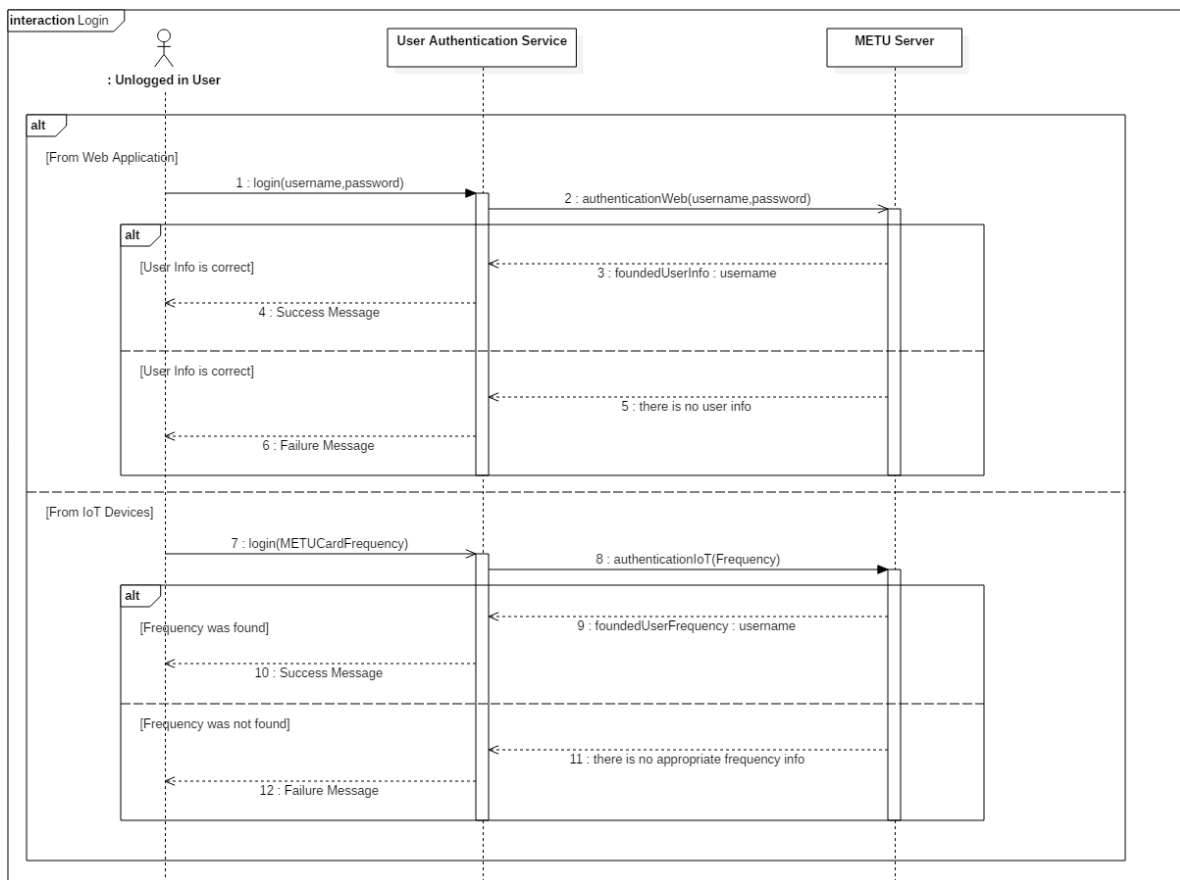 interaction Login
: Unlogged in User
User Authentication Service
METU Server
alt
[From Web Application]
1 : login(username,password)
2 : authenticationWeb(username,password)
alt
[User Info is correct]
3 : foundedUserInfo : username
4 : Success Message
[User Info is correct]
5 : there is no user info
6 : Failure Message
[From IoT Devices]
7 : login(METUCardFrequency)
8 : authenticationIoT(Frequency)
alt
[Frequency was found]
9 : foundedUserFrequency : username
10 : Success Message
[Frequency was not found]
11 : there is no appropriate frequency info
12 : Failure Message